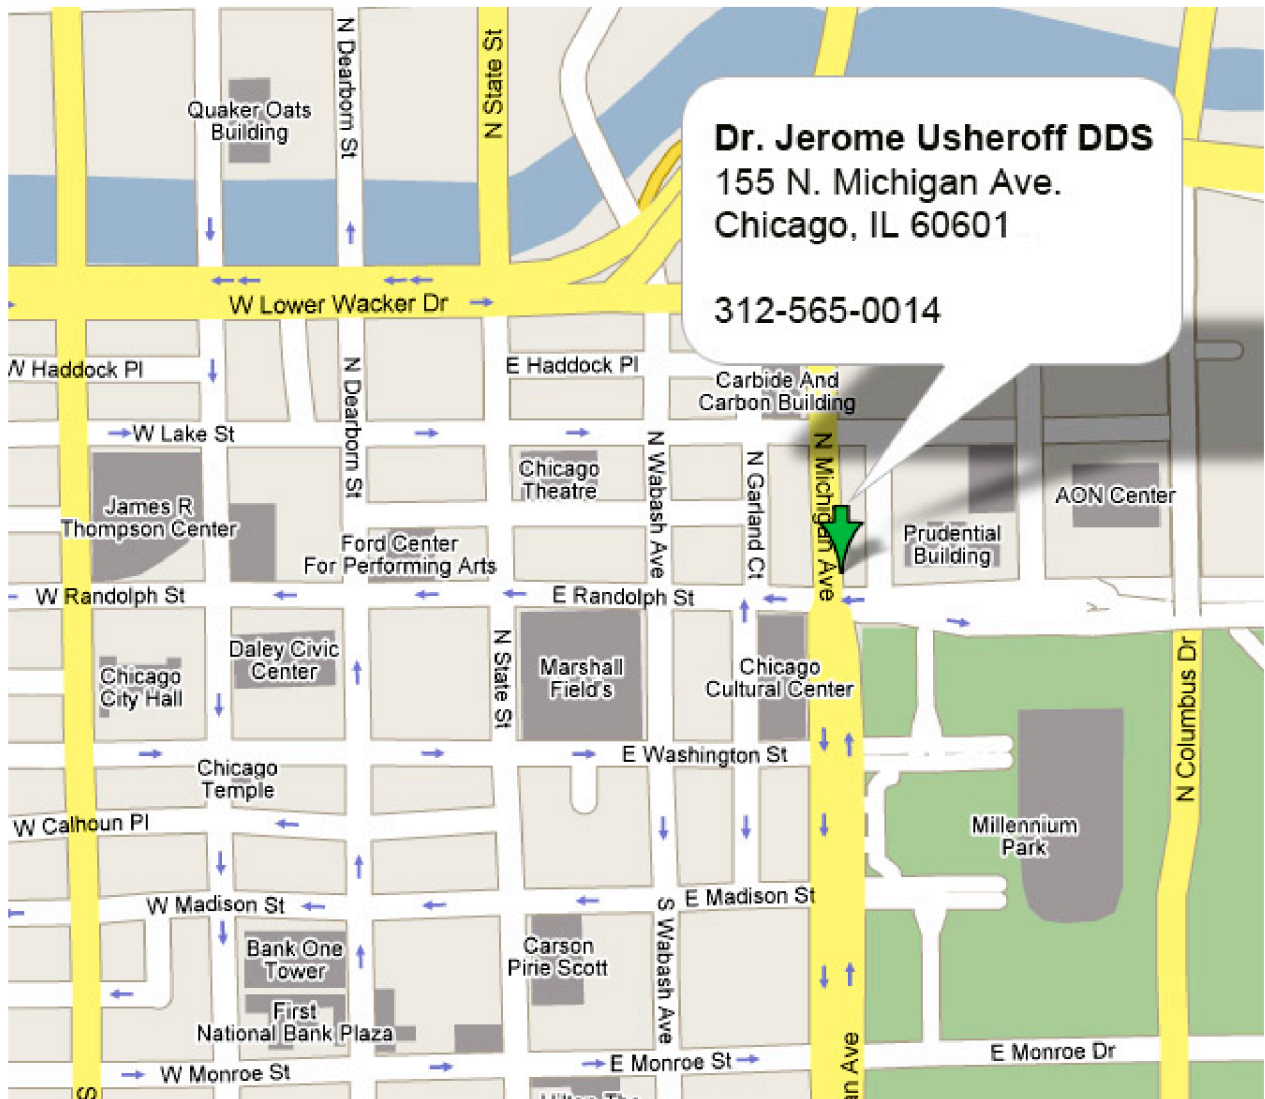 N Dearborn St
N State St
Quaker Oats
Building
Dr. Jerome Usheroff DDS
155 N. Michigan Ave.
Chicago, IL 60601
312-565-0014
W Lower Wacker Dr
W Haddock Pl
N Dearborn St
E Haddock Pl
Carbide And
Carbon Building
W Lake St
N Wabash Ave
N Garland Ct
N Michigan Ave
Chicago
Theatre
James R
Thompson Center
AON Center
Ford Center
For Performing Arts
Prudential
Building
W Randolph St
E Randolph St
Daley Civic
Center
N State St
Marshall
Field's
Chicago
Cultural Center
Chicago
City Hall
N Columbus Dr
E Washington St
Chicago
Temple
W Calhoun Pl
Millennium
Park
W Madison St
E Madison St
S Wabash Ave
Bank One
Tower
Carson
Pirie Scott
First
National Bank Plaza
E Monroe Dr
E Monroe St
W Monroe St
an Ave
S